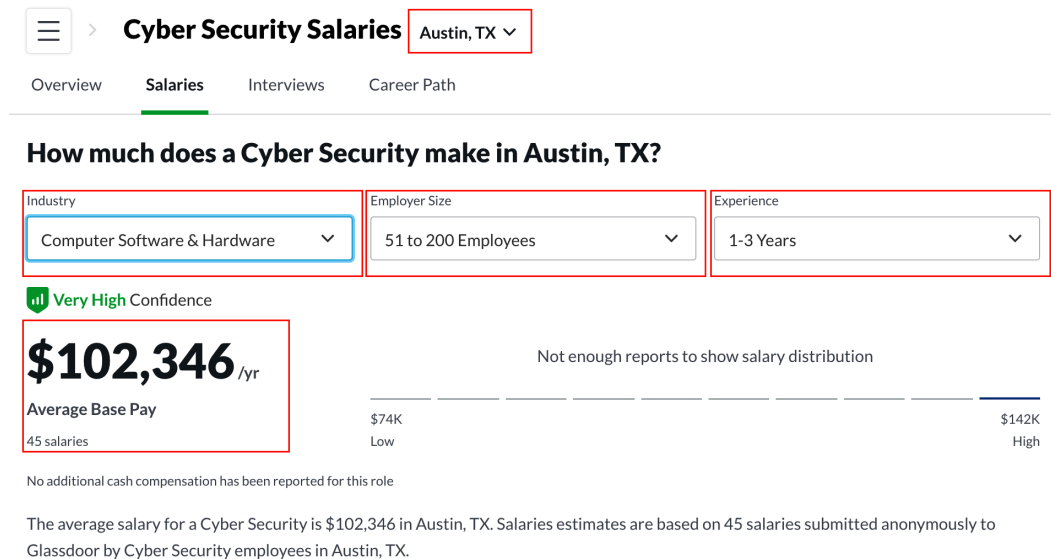 Cyber Security Salaries Austin, TX
Overview Salaries Interviews Career Path
How much does a Cyber Security make in Austin, TX?
Industry Employer Size Experience
Computer Software & Hardware 51 to 200 Employees 1-3 Years
Very High Confidence
$102,346 /yr
Not enough reports to show salary distribution
Average Base Pay
45 salaries
$74K $142K
Low High
No additional cash compensation has been reported for this role
The average salary for a Cyber Security is $102,346 in Austin, TX. Salaries estimates are based on 45 salaries submitted anonymously to
Glassdoor by Cyber Security employees in Austin, TX.